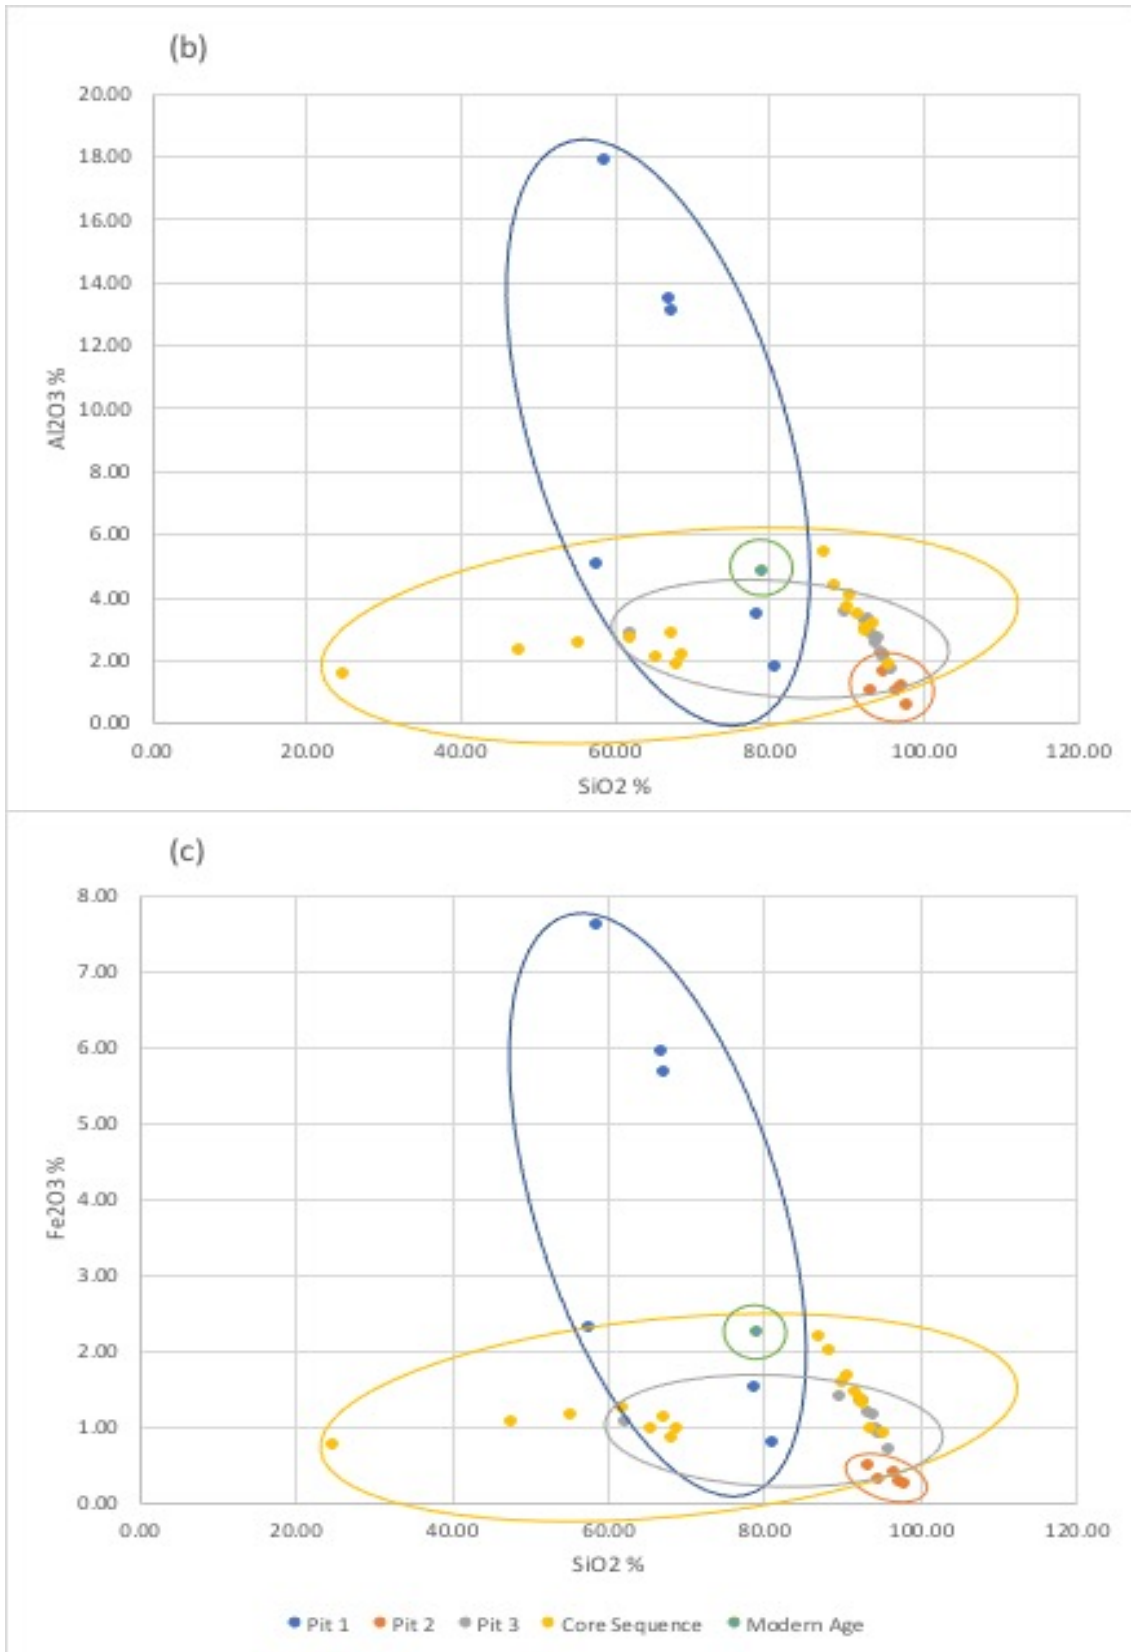 (b)
20.00
18.00
16.00
14.00
12.00
10.00
8.00
6.00
4.00
2.00
0.00
Al2O3 %
0.00 20.00 40.00 60.00 80.00 100.00 120.00
SiO2 %
(c)
8.00
7.00
6.00
5.00
4.00
3.00
2.00
1.00
0.00
Fe2O3 %
0.00 20.00 40.00 60.00 80.00 100.00 120.00
SiO2 %
Pit 1 Pit 2 Pit 3 Core Sequence Modern Age